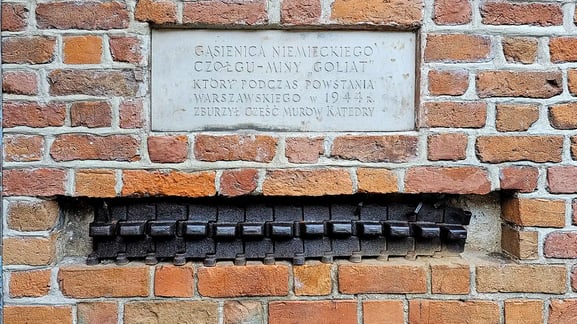 GĄSIENICA NIEMIECKIEGO
CZOŁGU-MINY „GOLIAT”
KTÓRY PODCZAS POWSTANIA
WARSZAWSKIEGO W 1944 R.
ZBURZYŁ CZĘŚĆ MURÓW KATEDRY